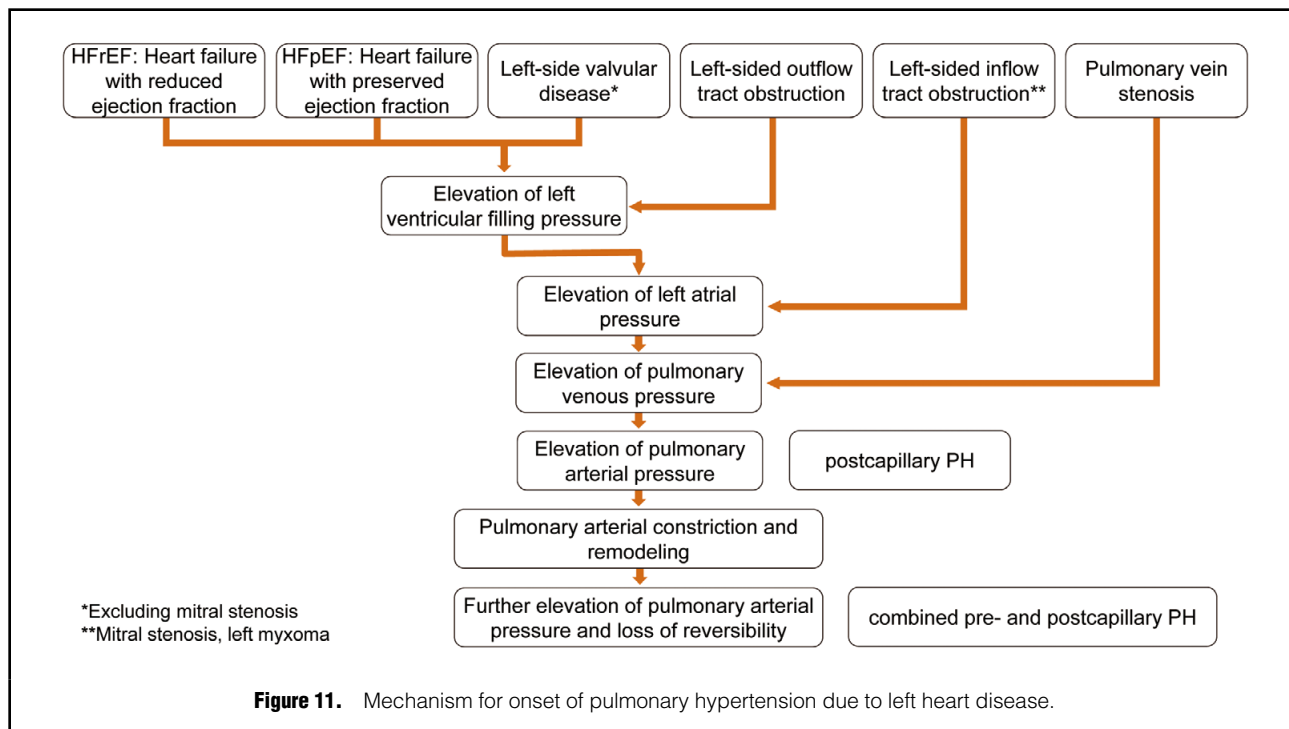 HFrEF: Heart failure
with reduced
ejection fraction
HFpEF: Heart failure
with preserved
ejection fraction
Left-side valvular
disease*
Left-sided outflow
tract obstruction
Left-sided inflow
tract obstruction**
Pulmonary vein
stenosis
Elevation of left
ventricular filling pressure
Elevation of left atrial
pressure
Elevation of pulmonary
venous pressure
Elevation of pulmonary
arterial pressure
postcapillary PH
Pulmonary arterial constriction and
remodeling
Further elevation of pulmonary arterial
pressure and loss of reversibility
combined pre- and postcapillary PH
*Excluding mitral stenosis
**Mitral stenosis, left myxoma
Figure 11. Mechanism for onset of pulmonary hypertension due to left heart disease.